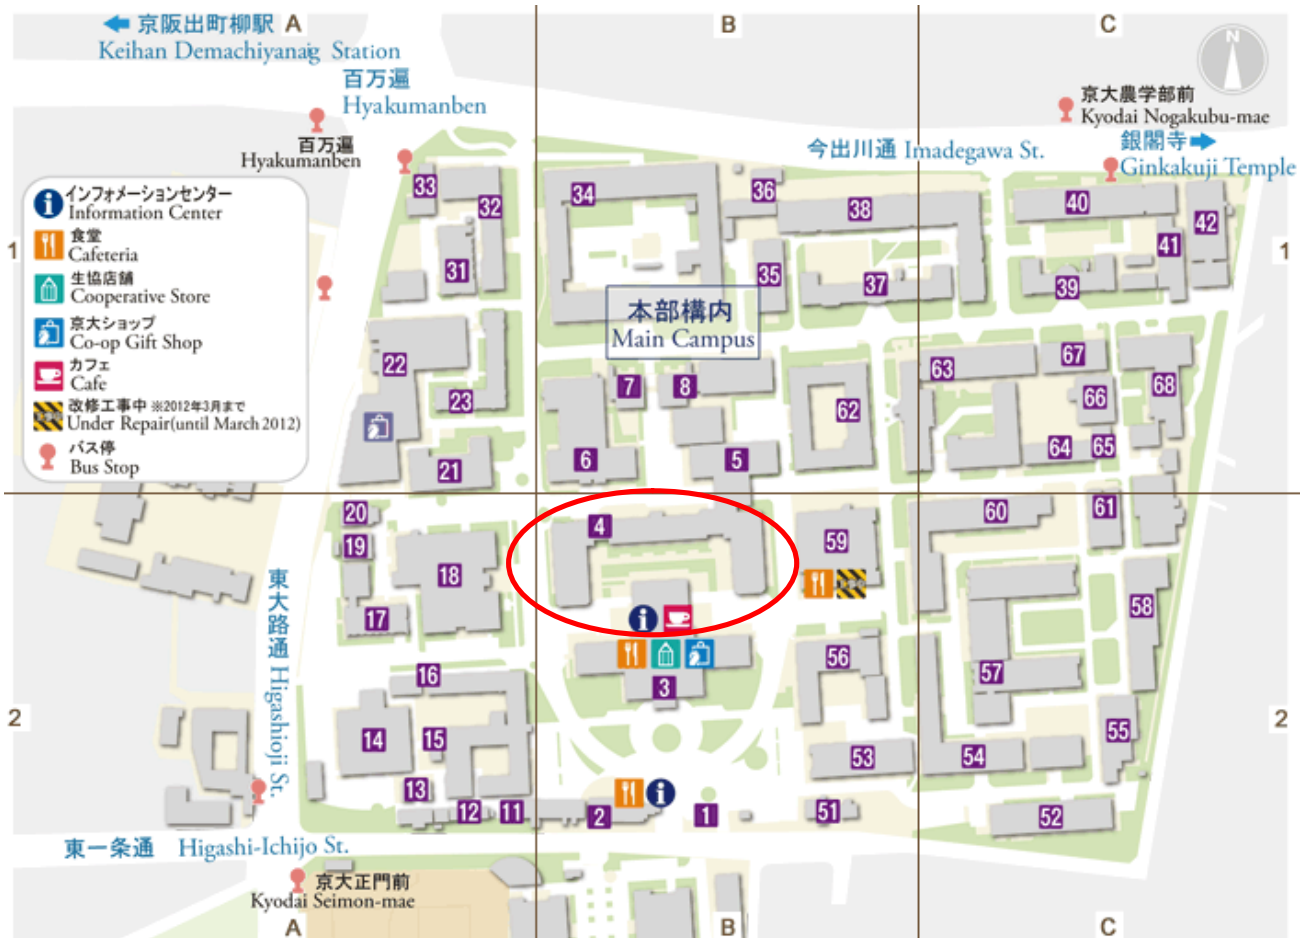 A
B
C
京阪出町柳駅
Keihan Demachiyanaig Station
百万遍
Hyakumanben
百万遍
Hyakumanben
N
京大農学部前
Kyodai Nogakubu-mae
今出川通 Imadegawa St.
銀閣寺
Ginkakuji Temple
インフォメーションセンター
Information Center
食堂
Cafeteria
生協店舗
Cooperative Store
京大ショップ
Co-op Gift Shop
カフェ
Cafe
改修工事中 ※2012年3月まで
Under Repair(until March 2012)
バス停
Bus Stop
1
1
33
32
31
34
36
38
35
37
40
42
41
39
本部構内
Main Campus
22
23
21
7
8
6
5
62
63
67
66
68
64
65
20
19
18
17
4
59
60
61
58
16
14
15
13
12
11
3
56
57
55
53
54
2
1
51
52
2
2
東大路通 Higashioji St.
東一条通 Higashi-Ichijo St.
京大正門前
Kyodai Seimon-mae
A
B
C